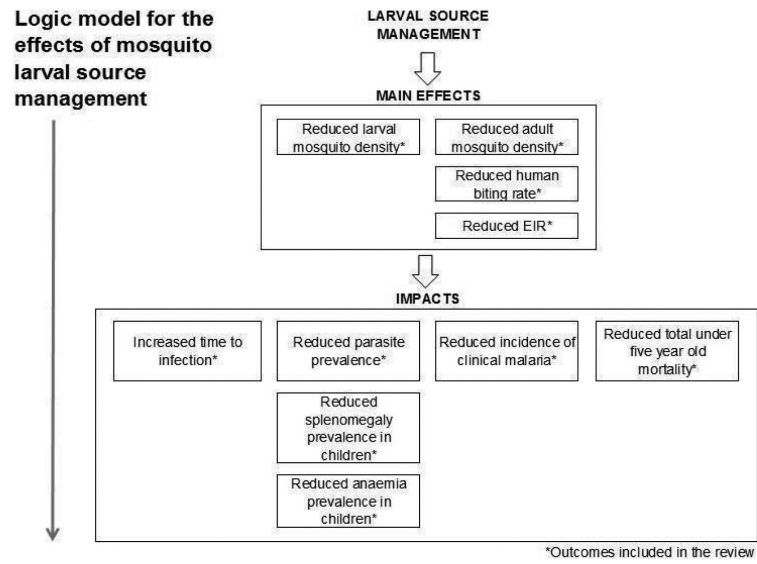 Logic model for the
effects of mosquito
larval source
management
LARVAL SOURCE
MANAGEMENT
MAIN EFFECTS
Reduced larval
mosquito density*
Reduced adult
mosquito density*
Reduced human
biting rate*
Reduced EIR*
IMPACTS
Increased time to
infection*
Reduced parasite
prevalence*
Reduced incidence of
clinical malaria*
Reduced total under
five year old
mortality*
Reduced
splenomegaly
prevalence in
children*
Reduced anaemia
prevalence in
children*
*Outcomes included in the review